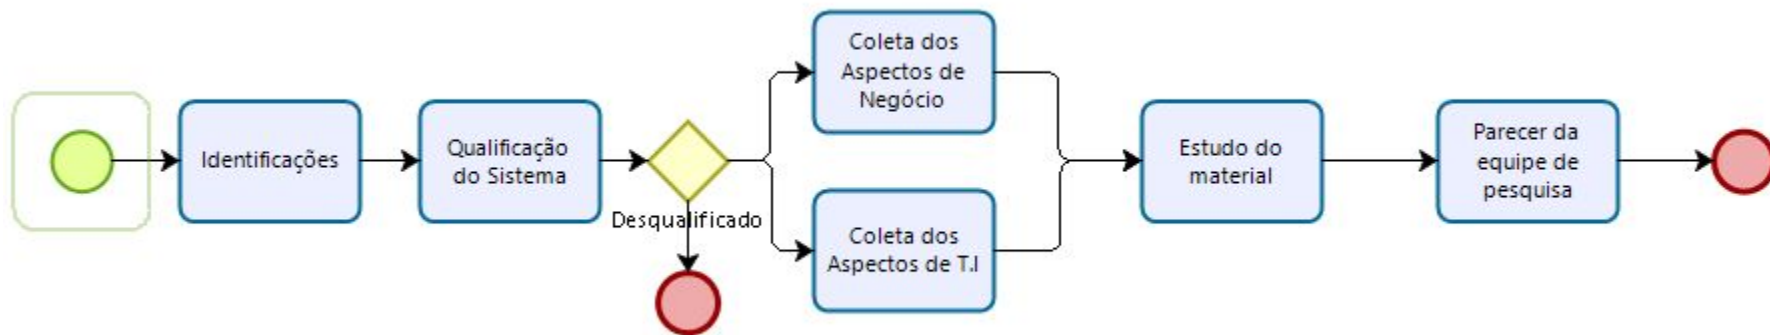 Identificações
Qualificação
do Sistema
Desqualificado
Coleta dos
Aspectos de
Negócio
Coleta dos
Aspectos de T.I
Estudo do
material
Parecer da
equipe de
pesquisa